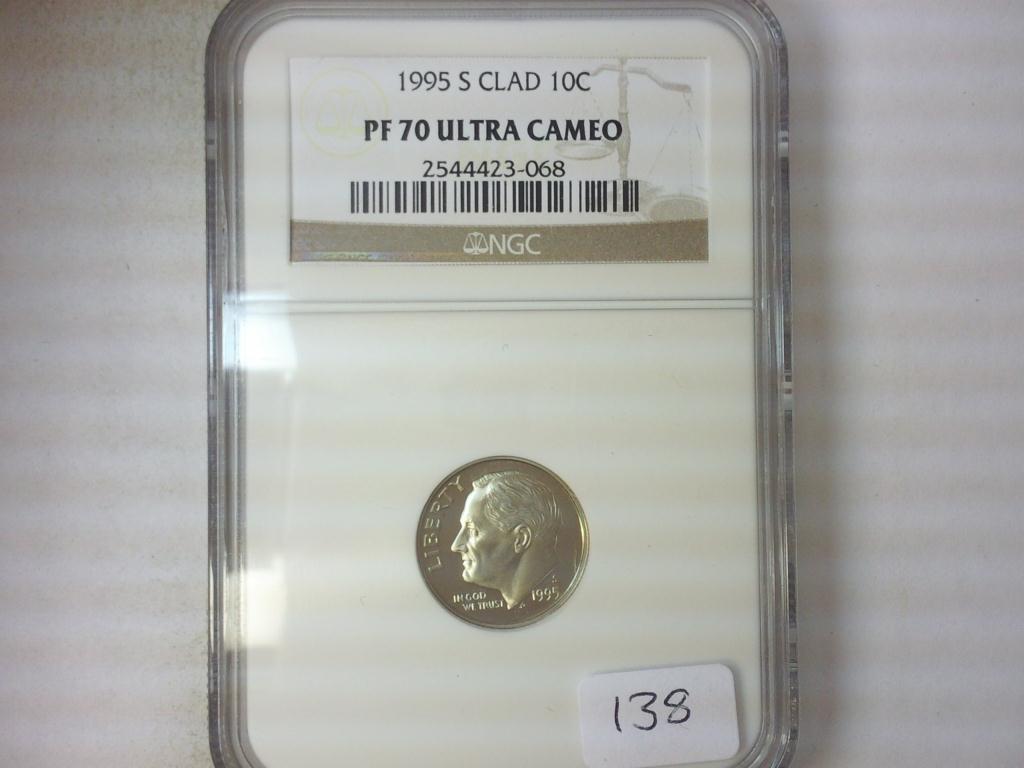 1995 S CLAD 10C
PF 70 ULTRA CAMEO
2544423-068
NGC
LIBERTY
IN GOD
WE TRUST
S
1995
138